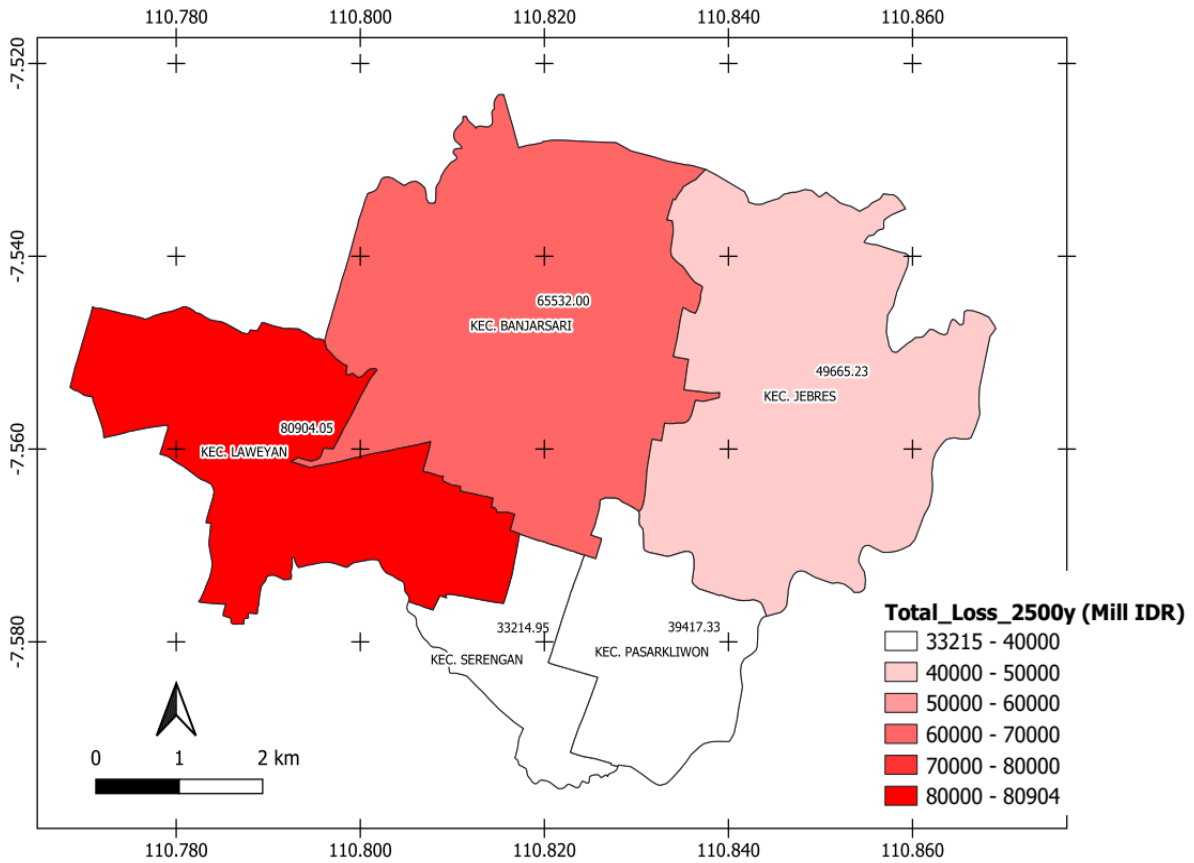 110.780 110.800 110.820 110.840 110.860
-7.520
-7.540
65532.00
KEC. BANJARSARI
49665.23
KEC. JEBRES
80904.05
KEC. LAWEYAN
-7.560
33214.95
39417.33
KEC. SERENGAN
KEC. PASARKLIWON
-7.580
0 1 2 km
Total_Loss_2500y (Mill IDR)
33215 - 40000
40000 - 50000
50000 - 60000
60000 - 70000
70000 - 80000
80000 - 80904
110.780 110.800 110.820 110.840 110.860